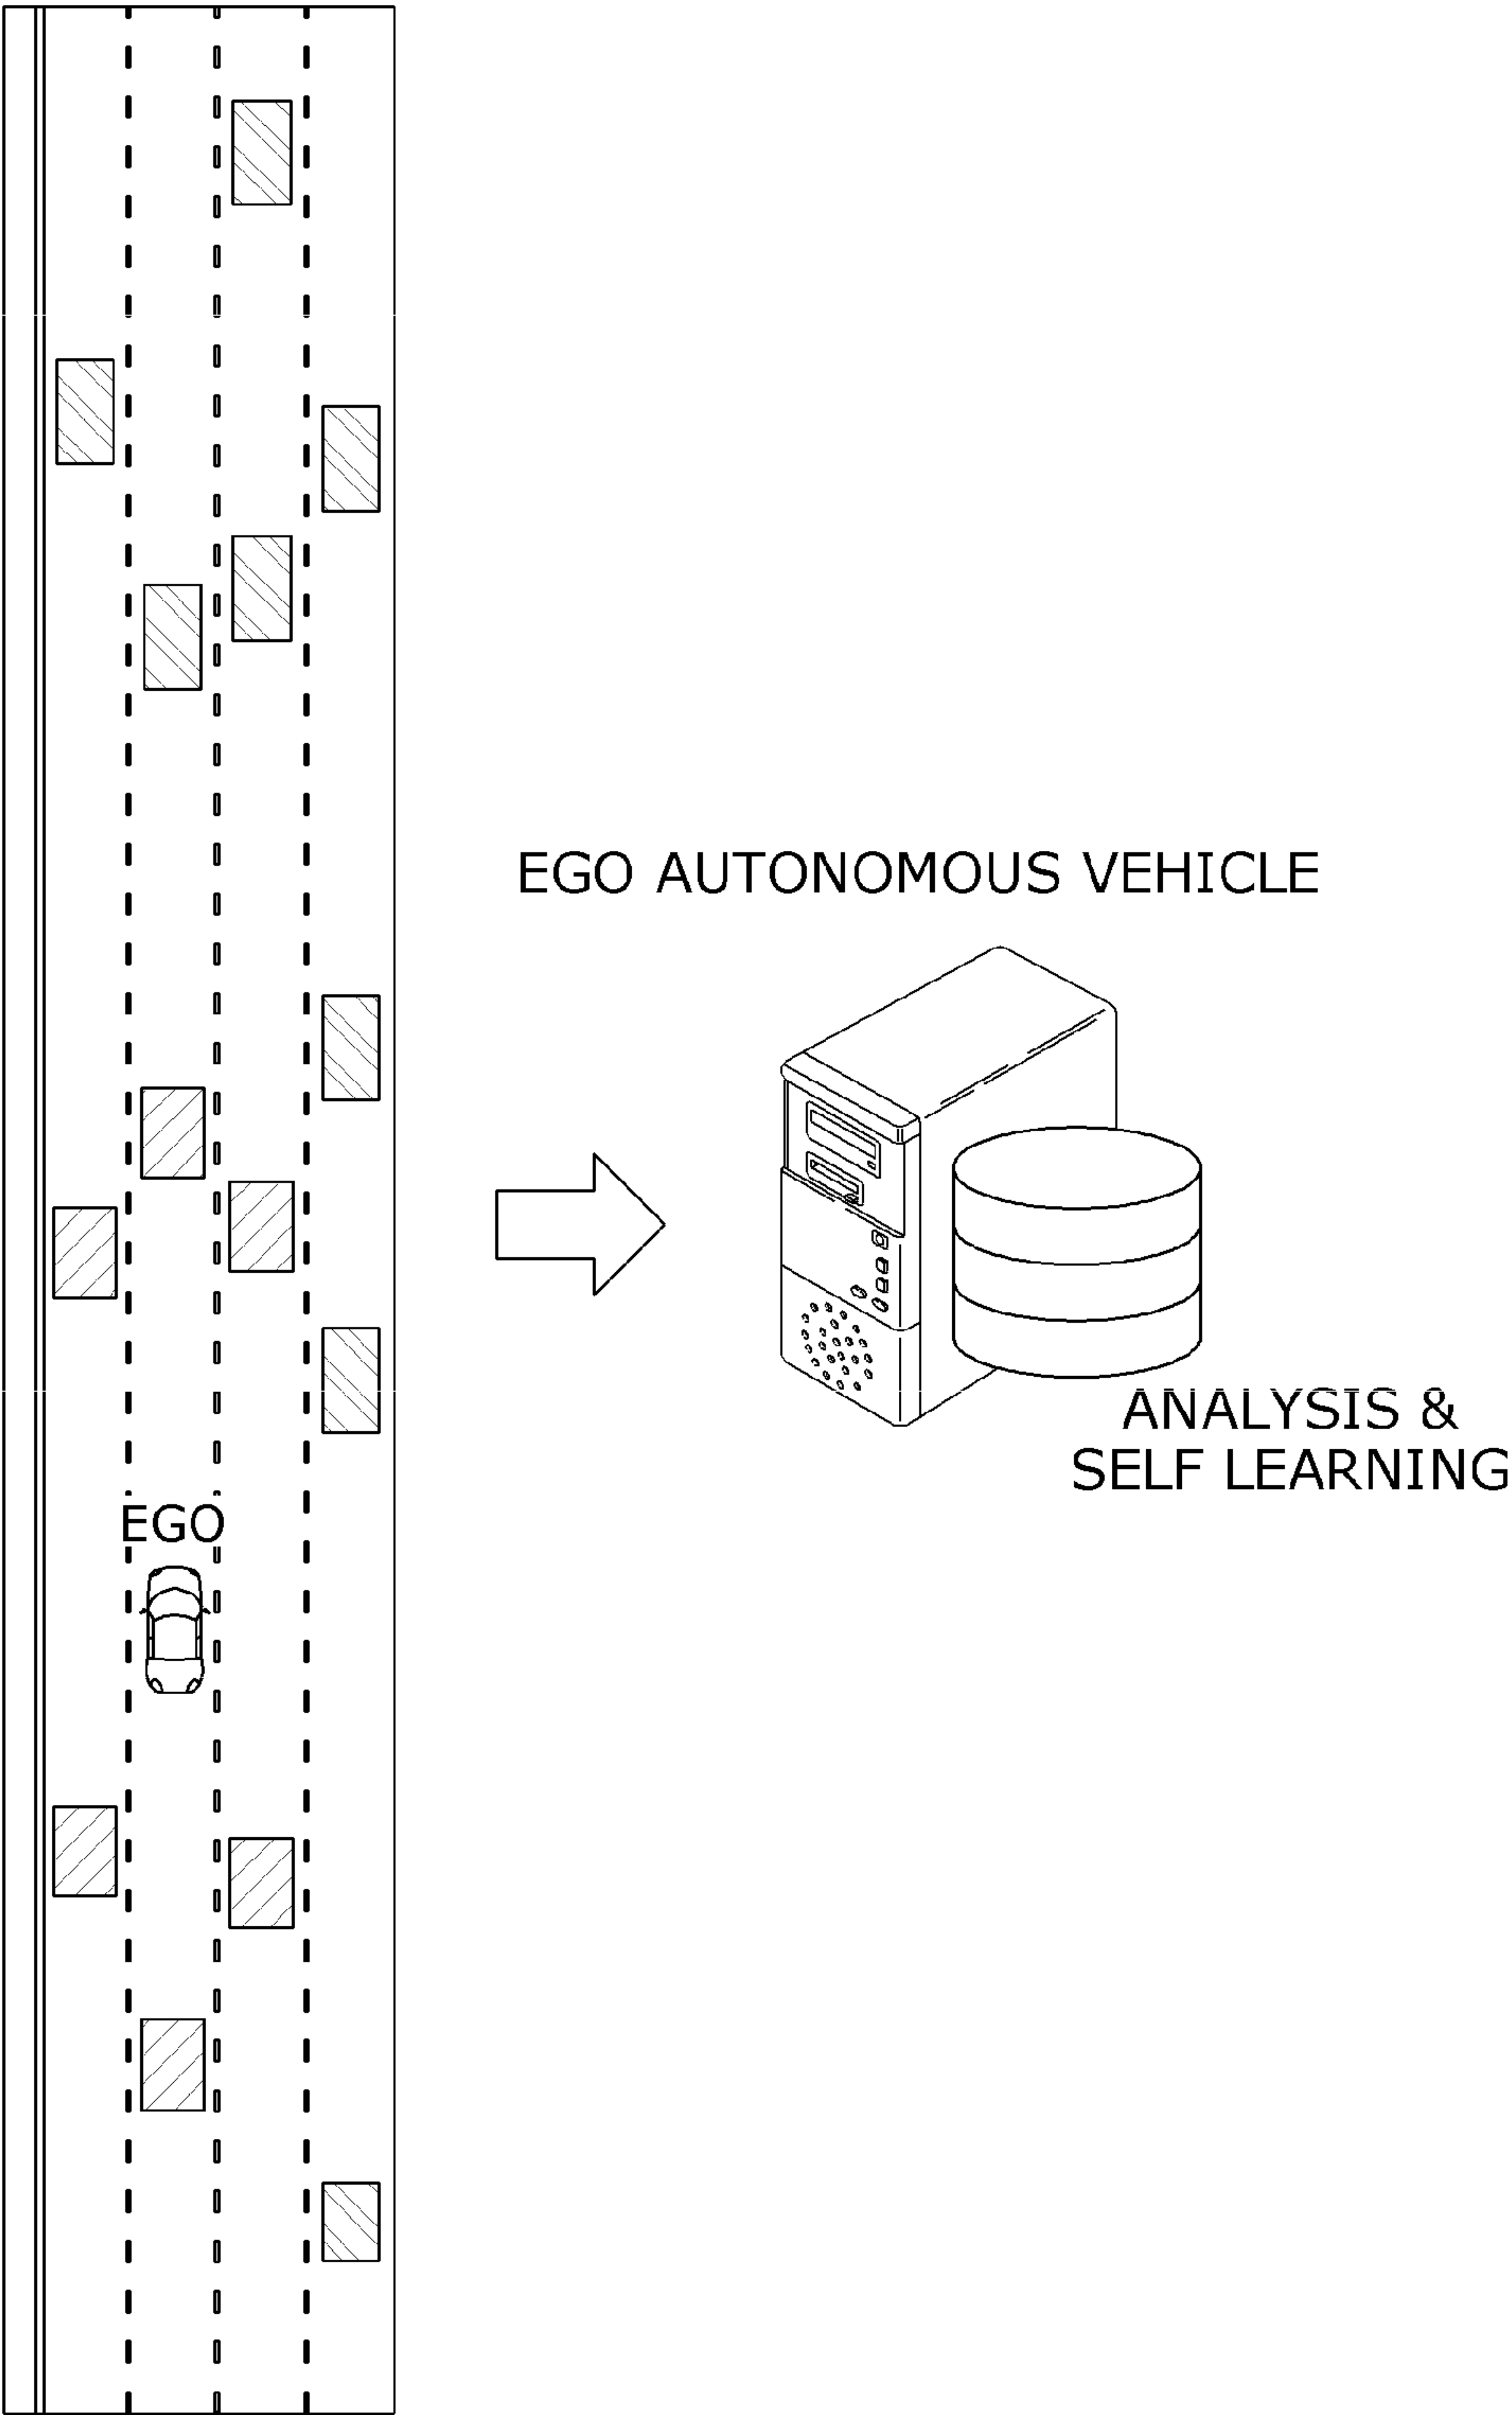 EGO AUTONOMOUS VEHICLE
ANALYSIS &
SELF LEARNING
EGO